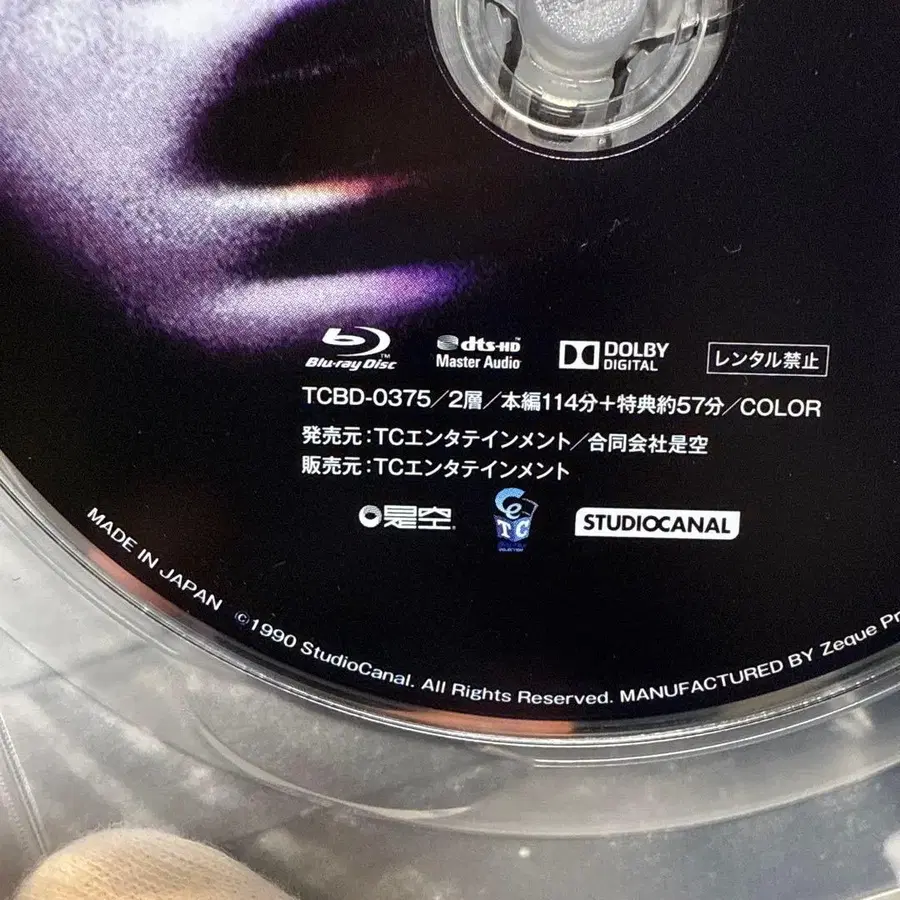 Blu-ray Disc™
dts-HD™
Master Audio
DOLBY
DIGITAL
レンタル禁止
TCBD-0375/2層/本編114分+特典約57分/COLOR
発売元:TCエンタテインメント/合同会社是空
販売元:TCエンタテインメント
是空
TC
STUDIOCANAL
MADE IN JAPAN ©1990 StudioCanal. All Rights Reserved. MANUFACTURED BY Zeque